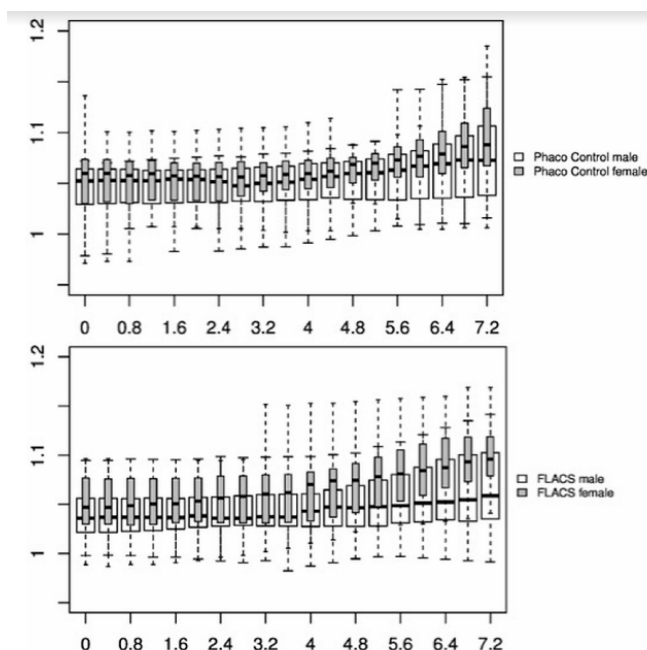 1.2
1.1
1
Phaco Control male
Phaco Control female
0 0.8 1.6 2.4 3.2 4 4.8 5.6 6.4 7.2
1.2
1.1
1
FLACS male
FLACS female
0 0.8 1.6 2.4 3.2 4 4.8 5.6 6.4 7.2